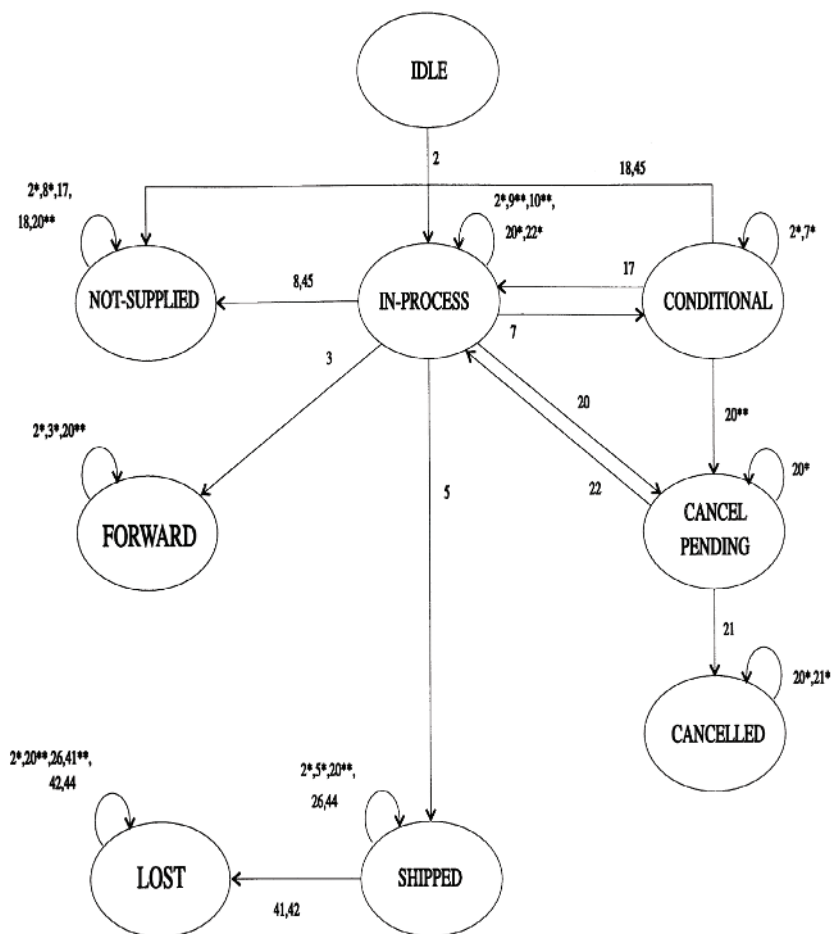 IDLE
2
18,45
2*,8*,17,
18,20**
2*,9**,10**,
20*,22*
2*,7*
NOT-SUPPLIED
8,45
IN-PROCESS
17
7
CONDITIONAL
3
20
20**
2*,3*,20**
20*
FORWARD
5
22
CANCEL
PENDING
21
20*,21*
CANCELLED
2*,20**,26,41**,
42,44
2*,5*,20**,
26,44
LOST
41,42
SHIPPED